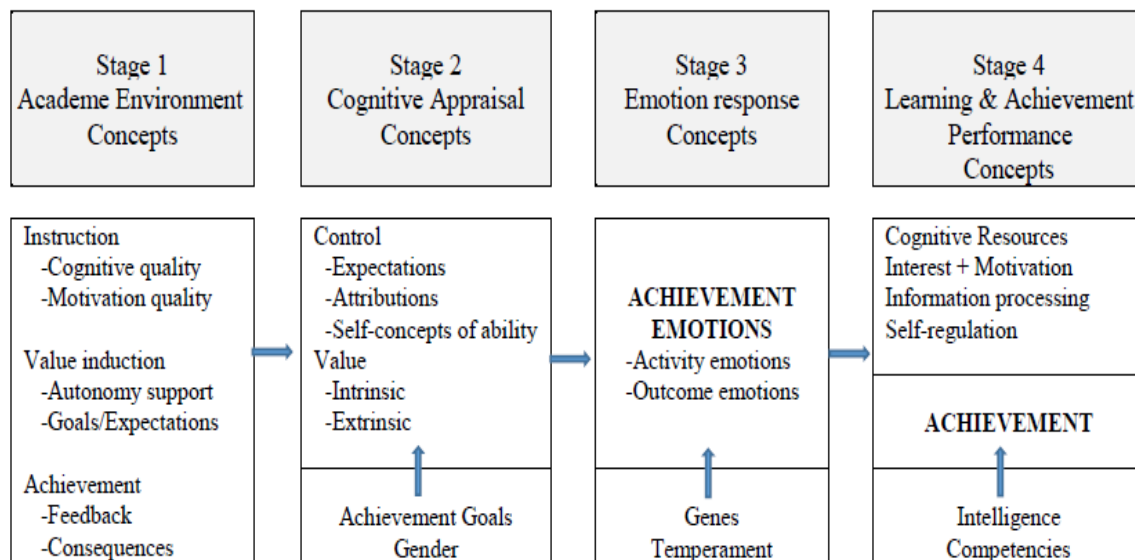 Stage 1
Academe Environment
Concepts
Stage 2
Cognitive Appraisal
Concepts
Stage 3
Emotion response
Concepts
Stage 4
Learning & Achievement
Performance
Concepts
Instruction
-Cognitive quality
-Motivation quality
Value induction
-Autonomy support
-Goals/Expectations
Achievement
-Feedback
-Consequences
Control
-Expectations
-Attributions
-Self-concepts of ability
Value
-Intrinsic
-Extrinsic
Achievement Goals
Gender
ACHIEVEMENT
EMOTIONS
-Activity emotions
-Outcome emotions
Genes
Temperament
Cognitive Resources
Interest + Motivation
Information processing
Self-regulation
ACHIEVEMENT
Intelligence
Competencies